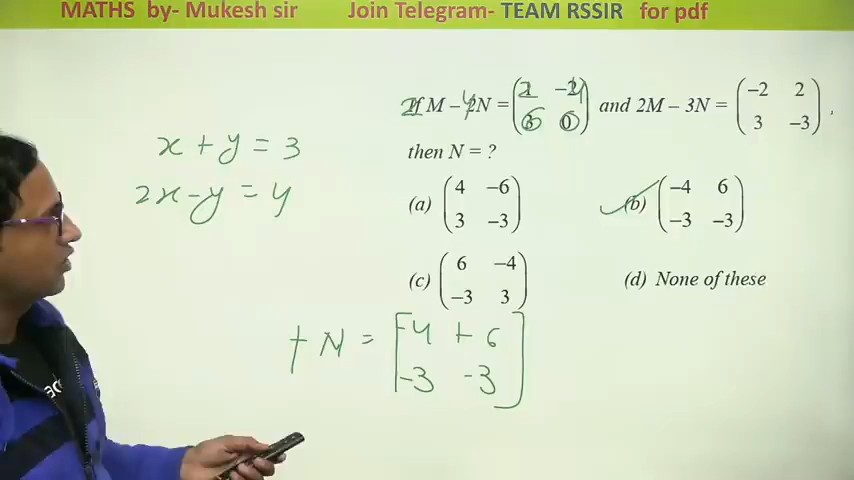 MATHS by- Mukesh sir Join Telegram- TEAM RSSIR for pdf
If M – 2N = (1 –2 3 0) and 2M – 3N = (–2 2 3 –3),
then N = ?
x + y = 3
2x - y = 4
(a) (4 –6 3 –3)
(b) (–4 6 –3 –3)
(c) (6 –4 –3 3)
(d) None of these
+ N = [-4 + 6 -3 -3]